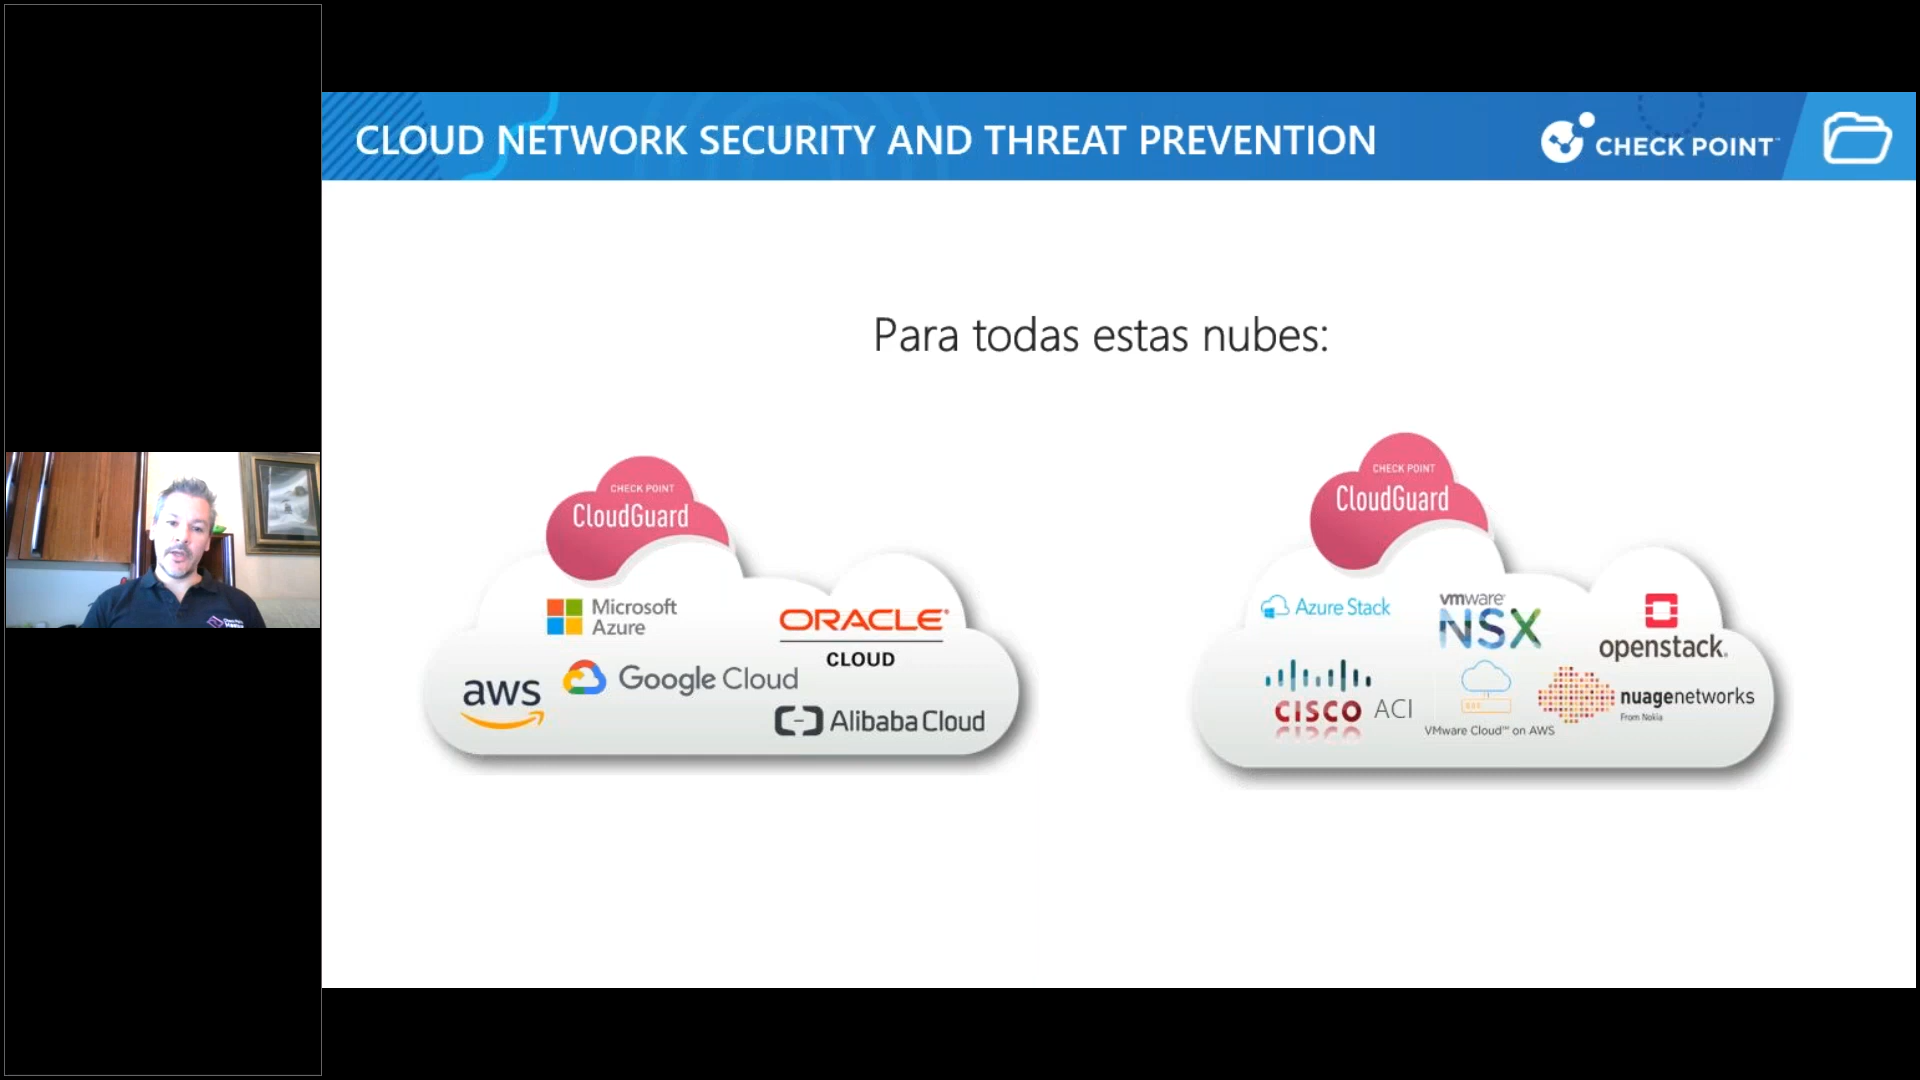 CLOUD NETWORK SECURITY AND THREAT PREVENTION
CHECK POINT™
Para todas estas nubes:
CHECK POINT
CloudGuard
Microsoft
Azure
ORACLE®
CLOUD
aws
Google Cloud
Alibaba Cloud
CHECK POINT
CloudGuard
Azure Stack
vmware®
NSX
openstack.
CISCO ACI
VMware Cloud™ on AWS
nuagenetworks
From Nokia